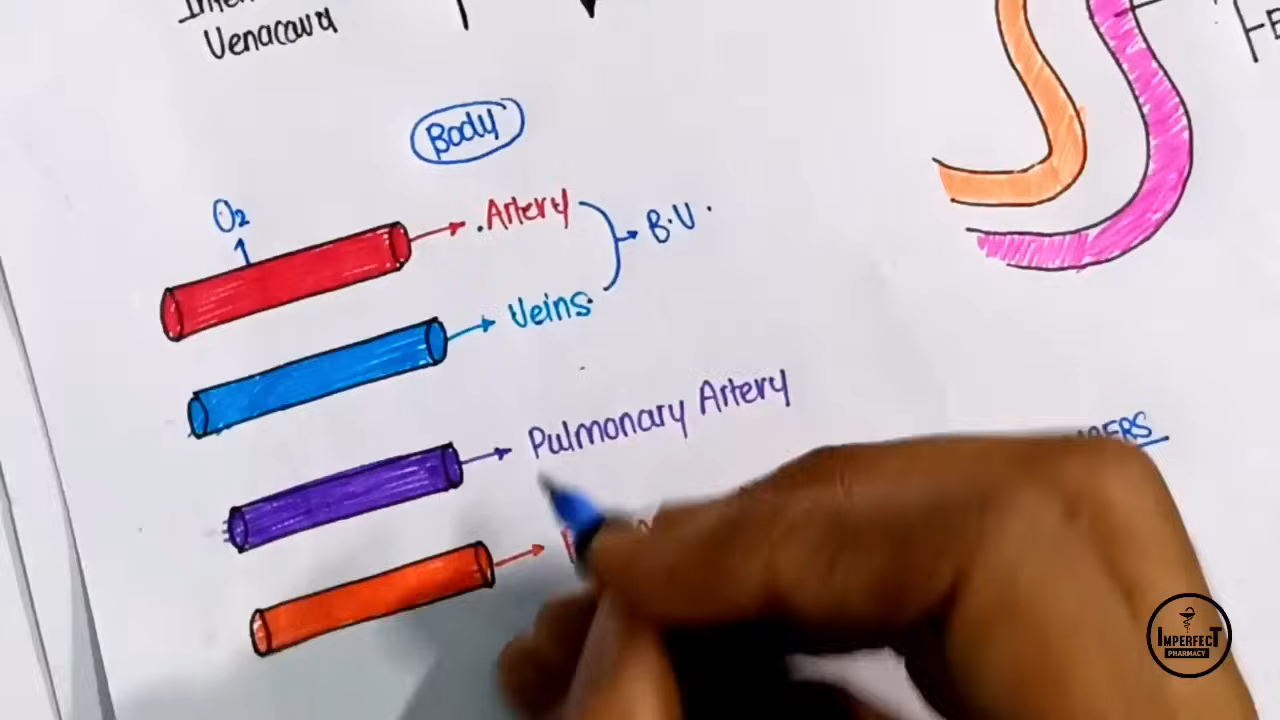 Venacava
Body
O₂
.Artery
B.V.
Veins.
Pulmonary Artery
IMPERFECT
PHARMACY